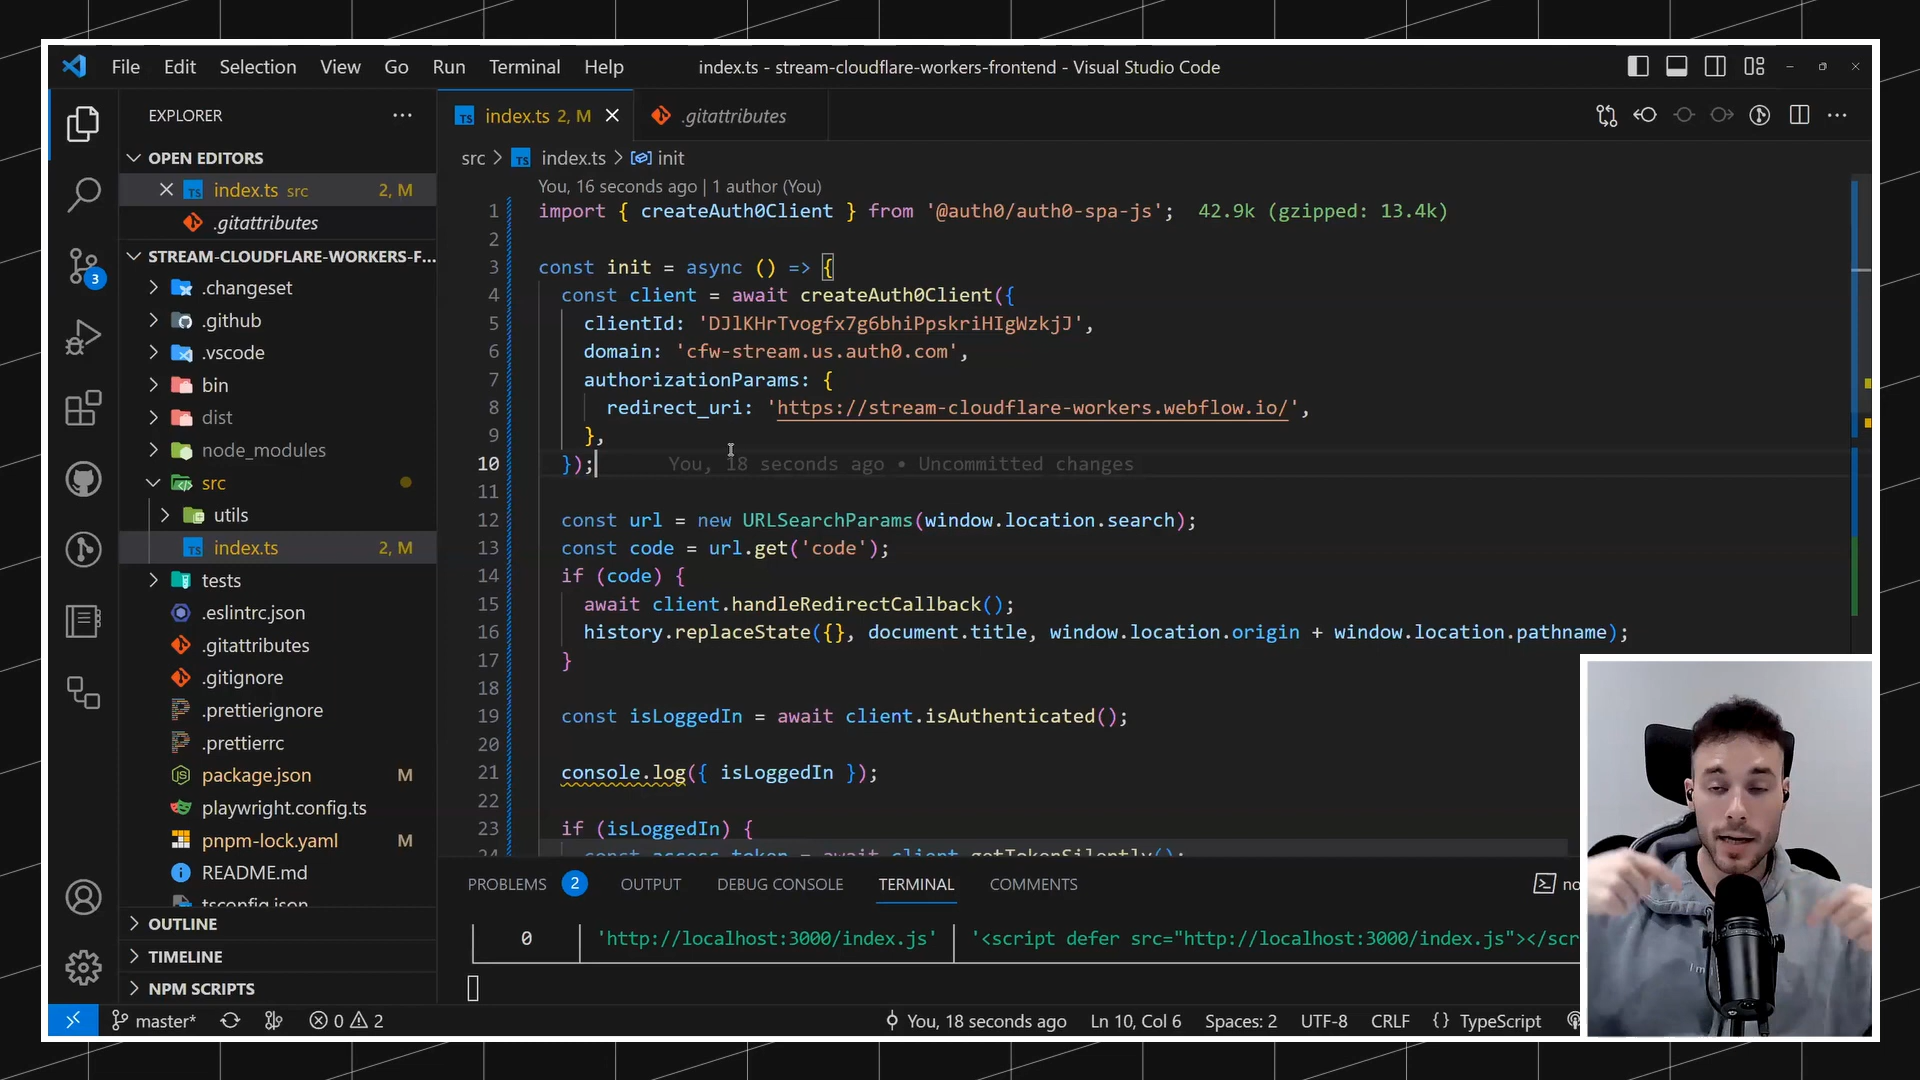 File Edit Selection View Go Run Terminal Help
index.ts - stream-cloudflare-workers-frontend - Visual Studio Code
EXPLORER
OPEN EDITORS
index.ts src 2, M
.gitattributes
STREAM-CLOUDFLARE-WORKERS-F...
.changeset
.github
.vscode
bin
dist
node_modules
src
utils
index.ts 2, M
tests
.eslintrc.json
.gitattributes
.gitignore
.prettierignore
.prettierrc
package.json M
playwright.config.ts
pnpm-lock.yaml M
README.md
tsconfig.json
OUTLINE
TIMELINE
NPM SCRIPTS
3
index.ts 2, M
.gitattributes
src > index.ts > init
You, 16 seconds ago | 1 author (You)
1 import { createAuth0Client } from '@auth0/auth0-spa-js'; 42.9k (gzipped: 13.4k)
2
3 const init = async () => {
4 const client = await createAuth0Client({
5 clientId: 'DJlKHrTvogfx7g6bhiPpskriHIgWzkjJ',
6 domain: 'cfw-stream.us.auth0.com',
7 authorizationParams: {
8 redirect_uri: 'https://stream-cloudflare-workers.webflow.io/',
9 },
10 }); You, 18 seconds ago • Uncommitted changes
11
12 const url = new URLSearchParams(window.location.search);
13 const code = url.get('code');
14 if (code) {
15 await client.handleRedirectCallback();
16 history.replaceState({}, document.title, window.location.origin + window.location.pathname);
17 }
18
19 const isLoggedIn = await client.isAuthenticated();
20
21 console.log({ isLoggedIn });
22
23 if (isLoggedIn) {
24 const access_token = await client.getTokenSilently();
PROBLEMS 2 OUTPUT DEBUG CONSOLE TERMINAL COMMENTS no
0 'http://localhost:3000/index.js' '<script defer src="http://localhost:3000/index.js"></scr
master* 0 2 You, 18 seconds ago Ln 10, Col 6 Spaces: 2 UTF-8 CRLF {} TypeScript